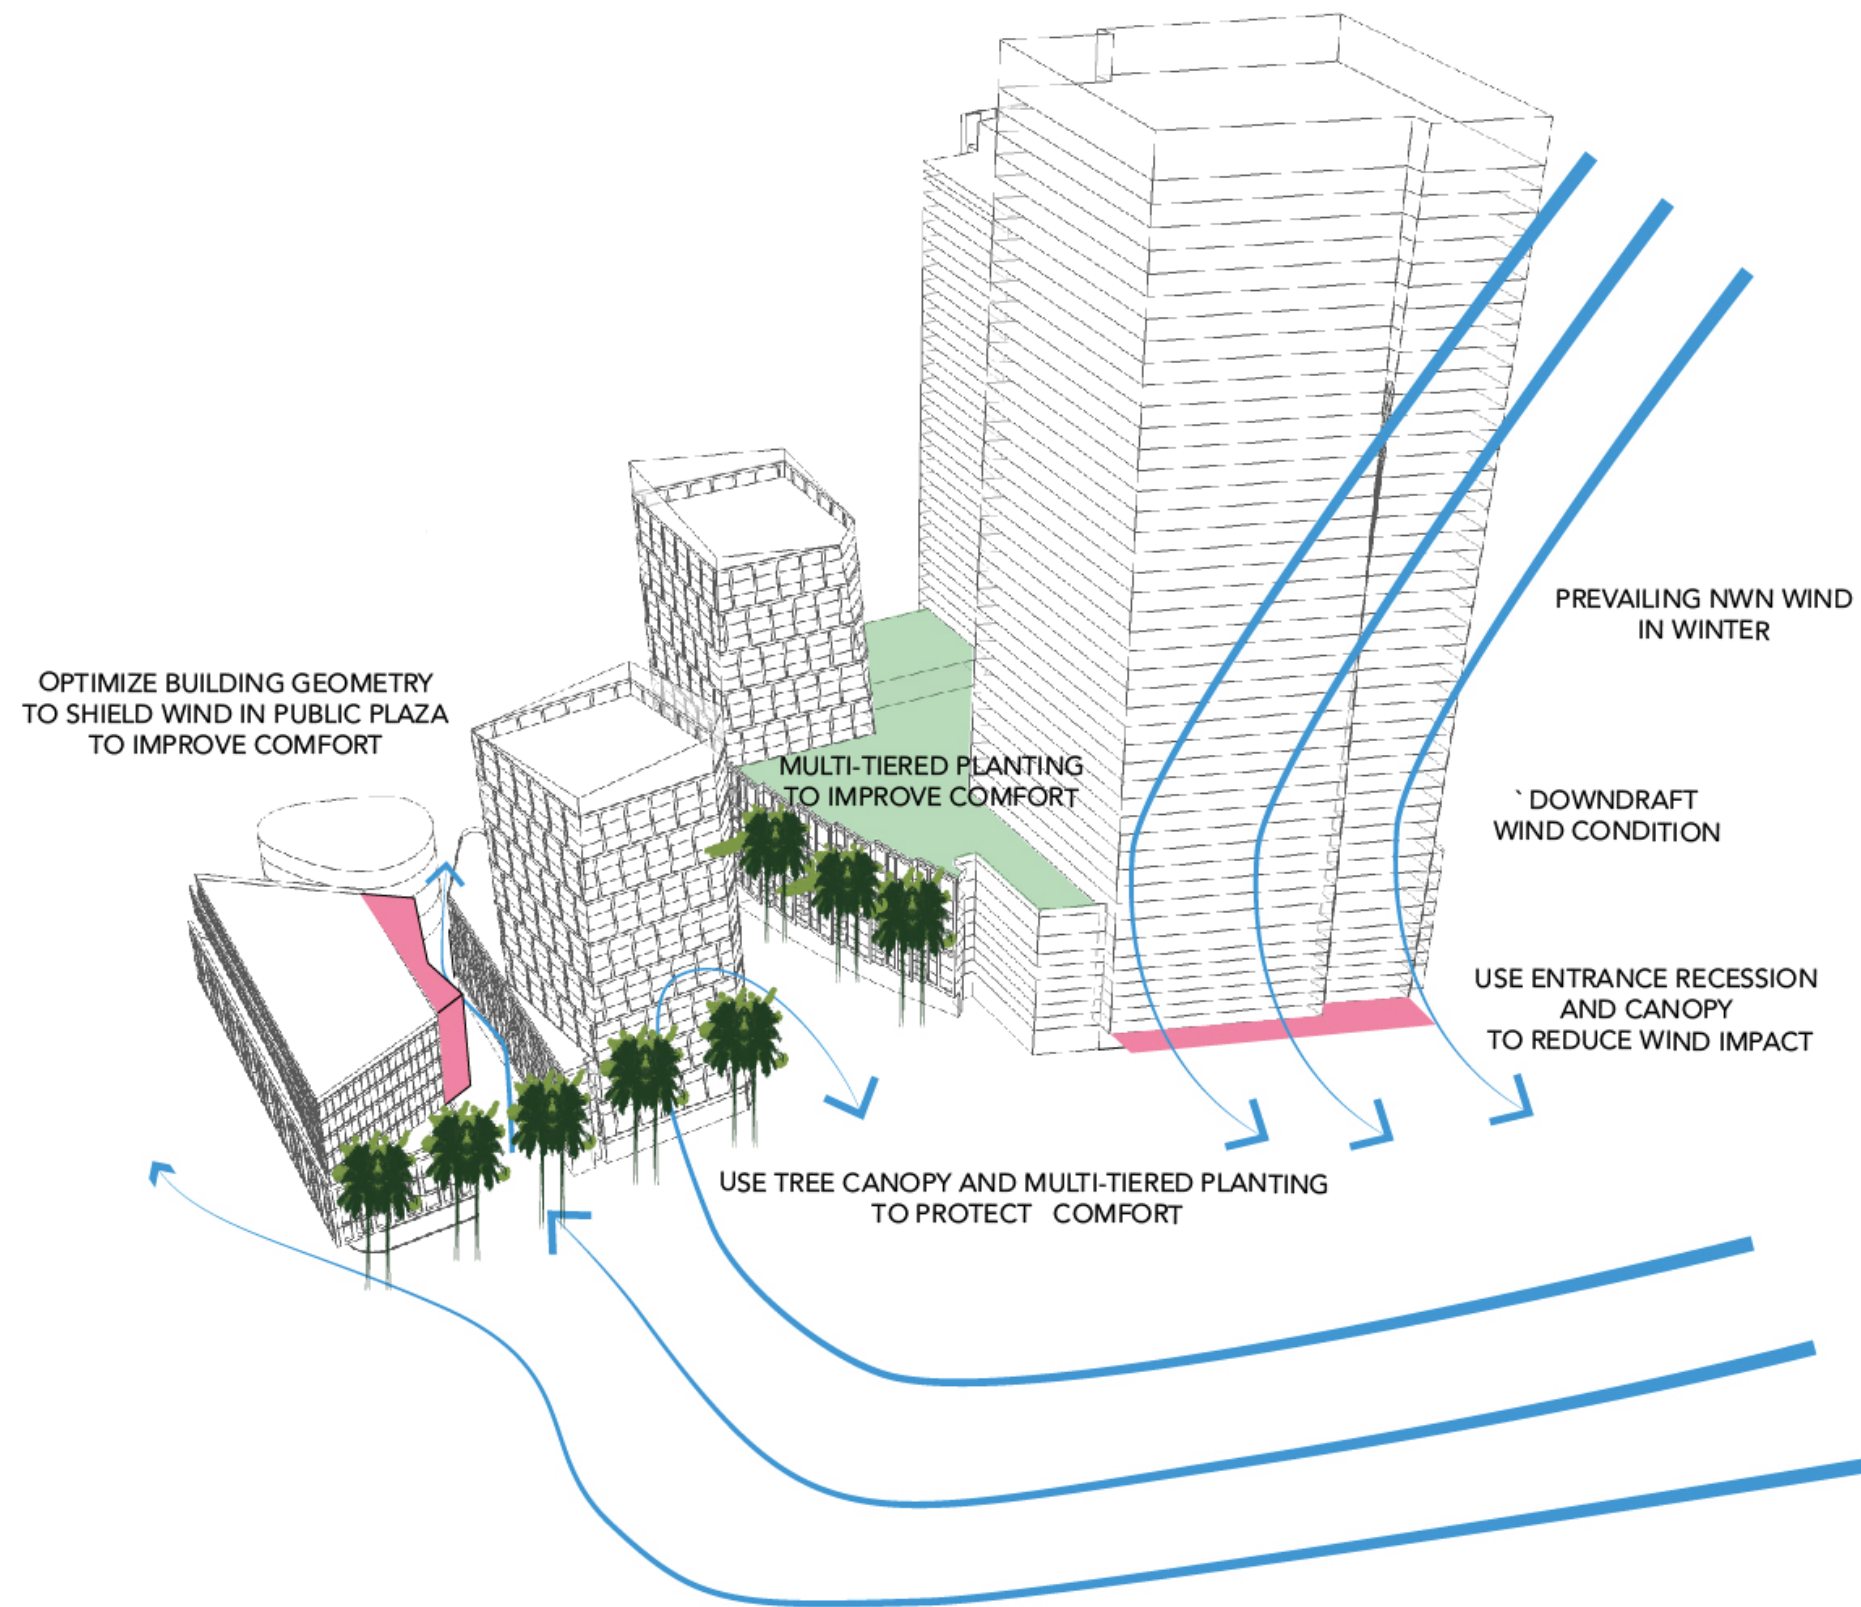 PREVAILING NWN WIND
IN WINTER
OPTIMIZE BUILDING GEOMETRY
TO SHIELD WIND IN PUBLIC PLAZA
TO IMPROVE COMFORT
MULTI-TIERED PLANTING
TO IMPROVE COMFORT
` DOWNDRAFT
WIND CONDITION
USE ENTRANCE RECESSION
AND CANOPY
TO REDUCE WIND IMPACT
USE TREE CANOPY AND MULTI-TIERED PLANTING
TO PROTECT COMFORT